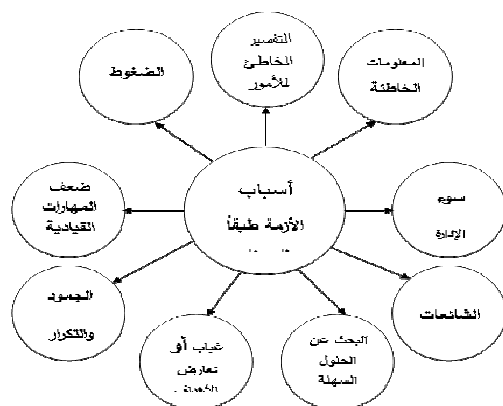 التفسير
الخاطئ
للأمور
المعلومات
الخاطئة
الضغوط
أسباب
الأزمة طبقاً
ضعف
المهارات
القيادية
سوء
الإدارة
الجمود
والتكرار
الشائعات
غياب أو
تعارض
البحث عن
الحلول
السهلة